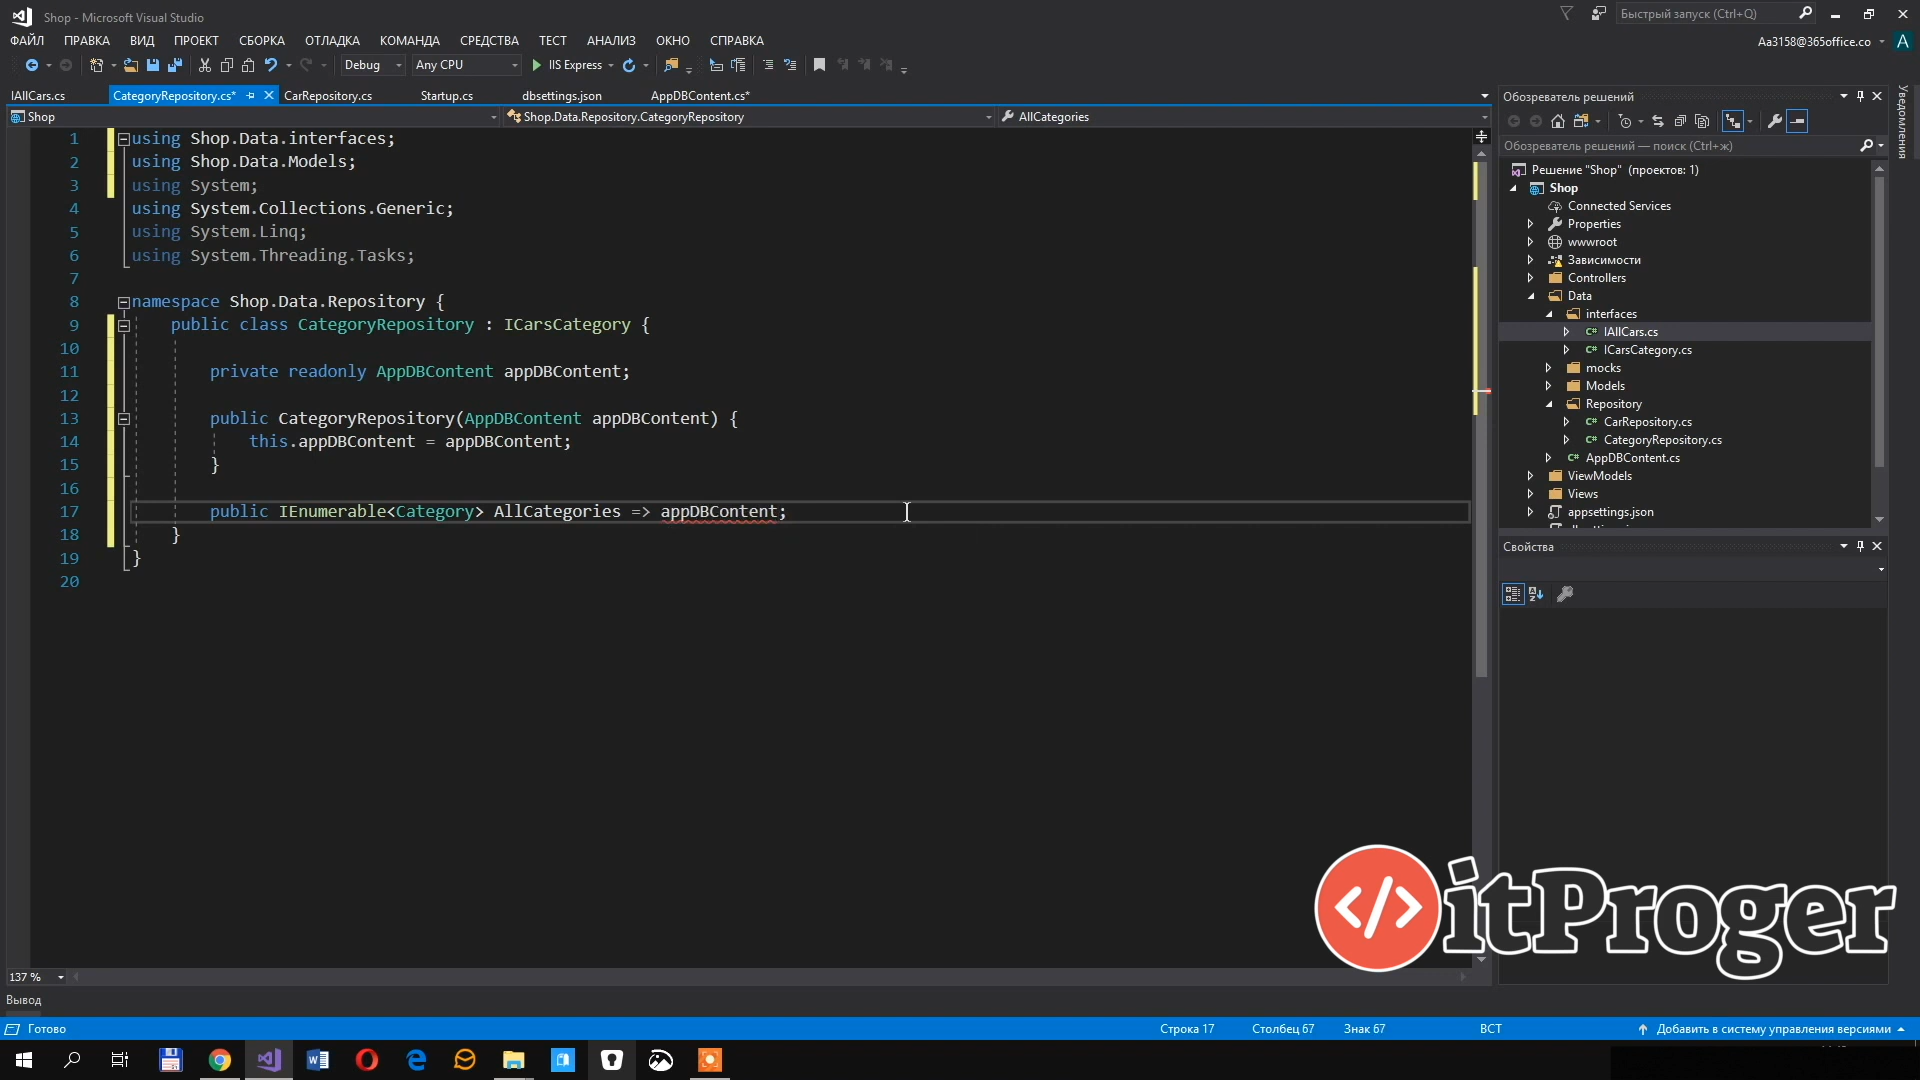 Shop - Microsoft Visual Studio
Быстрый запуск (Ctrl+Q)
ФАЙЛ ПРАВКА ВИД ПРОЕКТ СБОРКА ОТЛАДКА КОМАНДА СРЕДСТВА ТЕСТ АНАЛИЗ ОКНО СПРАВКА
Aa3158@365office.co A
Debug Any CPU IIS Express
IAllCars.cs CategoryRepository.cs* CarRepository.cs Startup.cs dbsettings.json AppDBContent.cs*
Shop Shop.Data.Repository.CategoryRepository AllCategories
1 using Shop.Data.interfaces;
2 using Shop.Data.Models;
3 using System;
4 using System.Collections.Generic;
5 using System.Linq;
6 using System.Threading.Tasks;
7
8 namespace Shop.Data.Repository {
9 public class CategoryRepository : ICarsCategory {
10
11 private readonly AppDBContent appDBContent;
12
13 public CategoryRepository(AppDBContent appDBContent) {
14 this.appDBContent = appDBContent;
15 }
16
17 public IEnumerable<Category> AllCategories => appDBContent;
18 }
19 }
20
137 %
Вывод
Обозреватель решений
Обозреватель решений — поиск (Ctrl+ж)
Решение "Shop" (проектов: 1)
Shop
Connected Services
Properties
wwwroot
Зависимости
Controllers
Data
interfaces
IAllCars.cs
ICarsCategory.cs
mocks
Models
Repository
CarRepository.cs
CategoryRepository.cs
AppDBContent.cs
ViewModels
Views
appsettings.json
Свойства
Уведомления
</> itProger
Готово Строка 17 Столбец 67 Знак 67 ВСТ Добавить в систему управления версиями